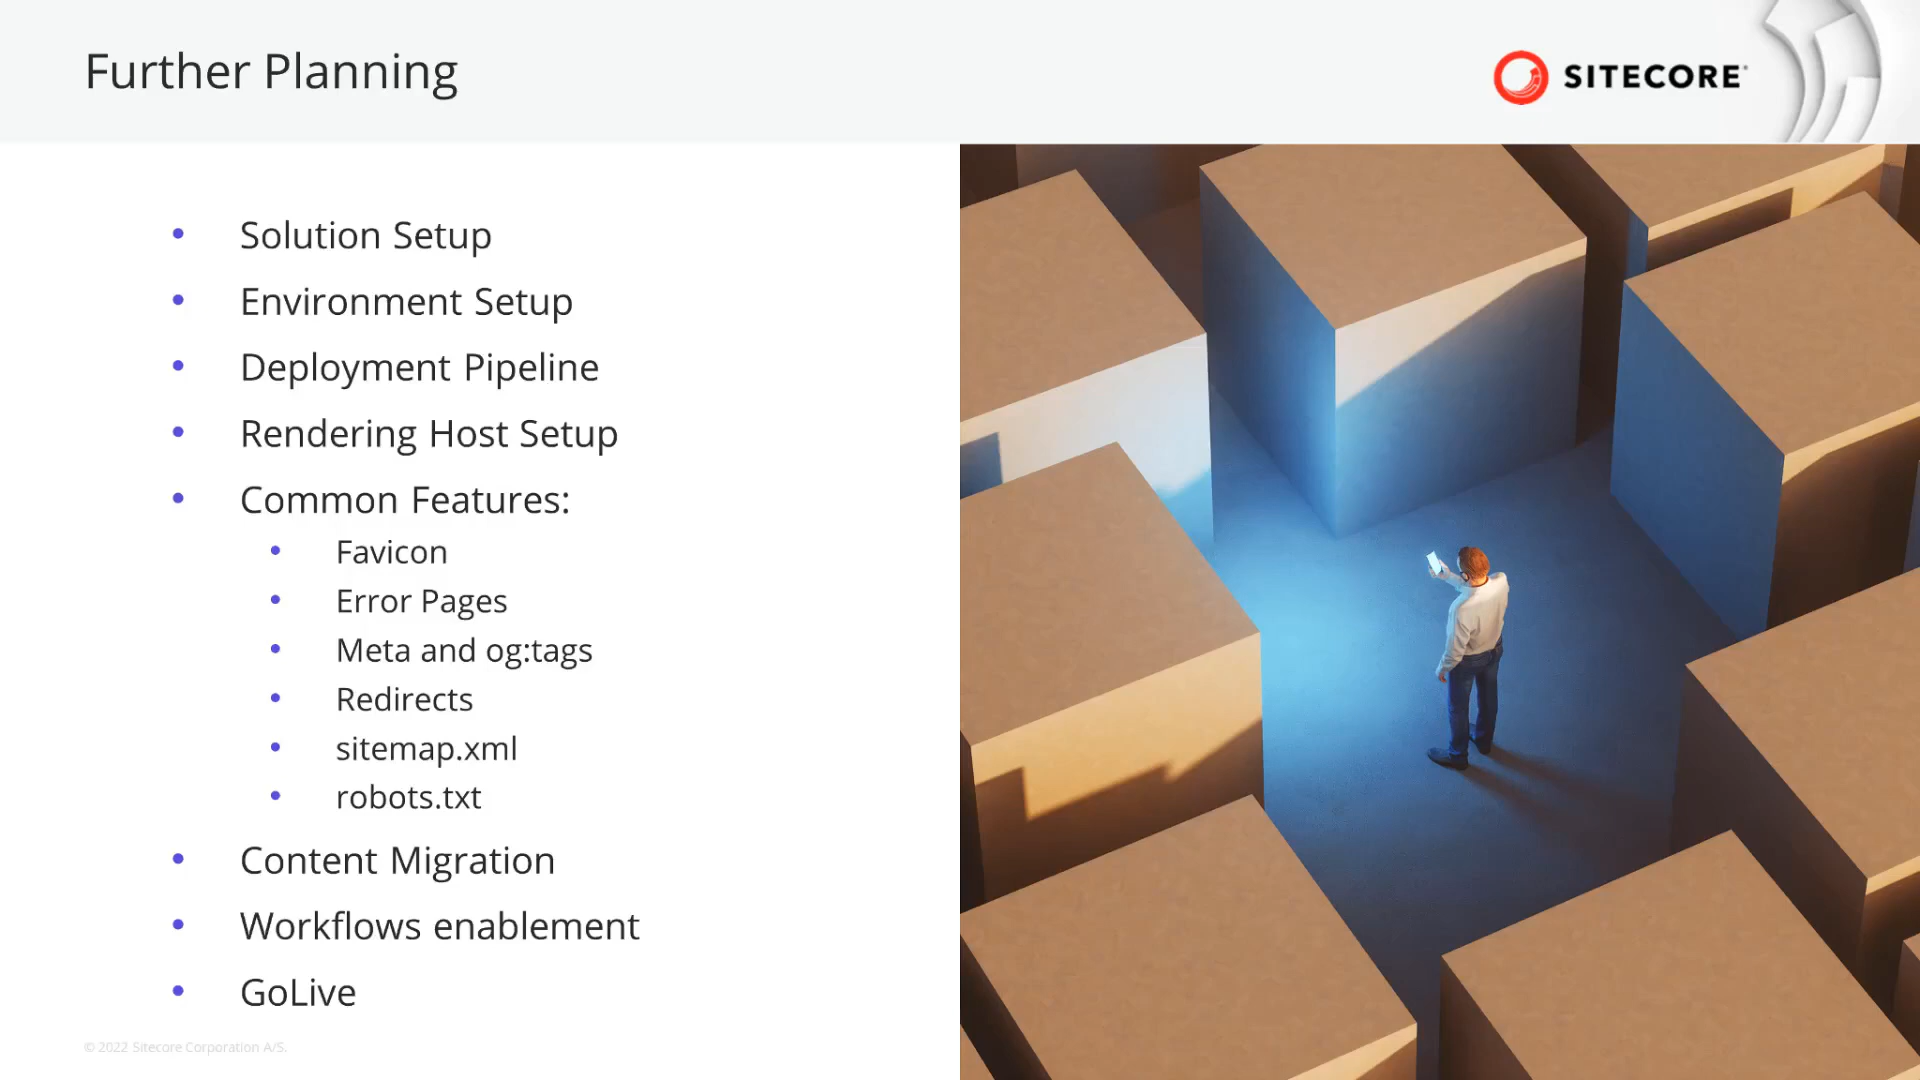 Further Planning
SITECORE
• Solution Setup
• Environment Setup
• Deployment Pipeline
• Rendering Host Setup
• Common Features:
• Favicon
• Error Pages
• Meta and og:tags
• Redirects
• sitemap.xml
• robots.txt
• Content Migration
• Workflows enablement
• GoLive
© 2022 Sitecore Corporation A/S.